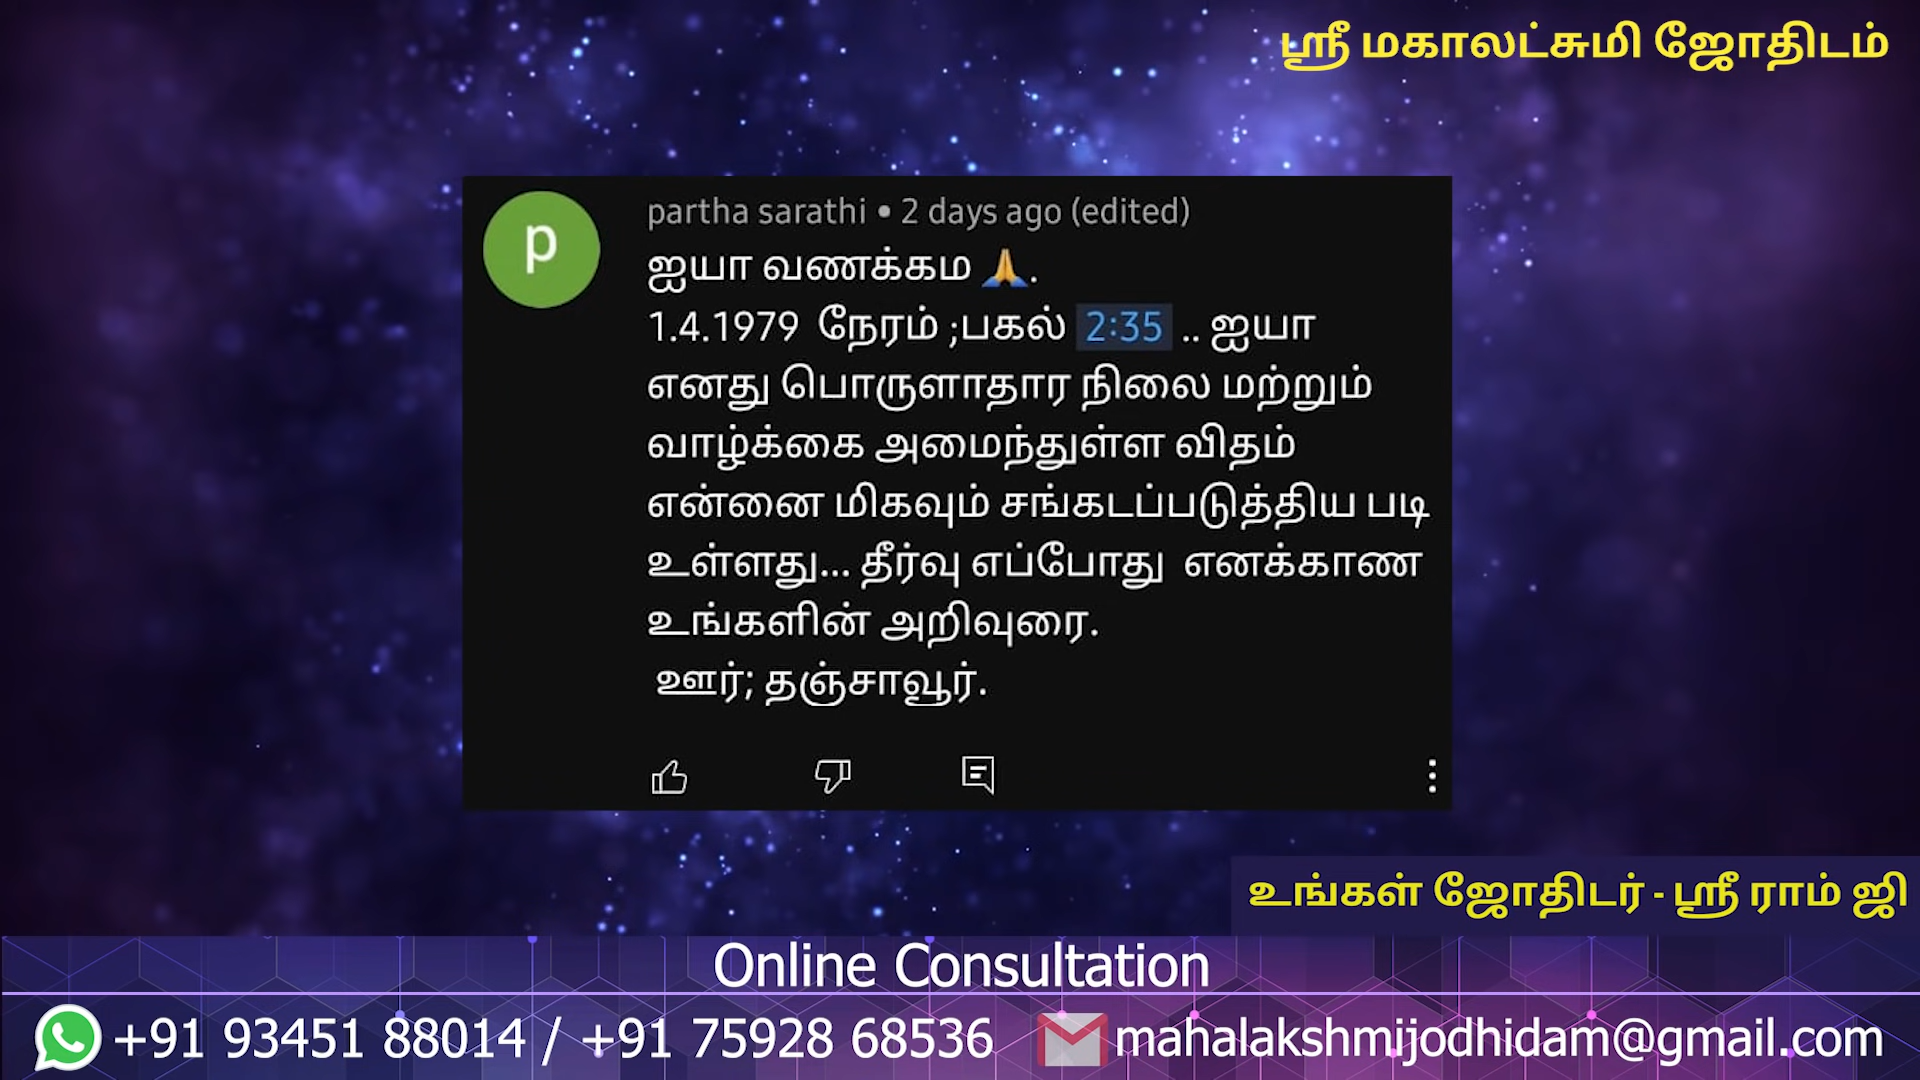 ஸ்ரீ மகாலட்சுமி ஜோதிடம்
p
partha sarathi • 2 days ago (edited)
ஐயா வணக்கம 🙏.
1.4.1979 நேரம் ;பகல் 2:35 .. ஐயா
எனது பொருளாதார நிலை மற்றும்
வாழ்க்கை அமைந்துள்ள விதம்
என்னை மிகவும் சங்கடப்படுத்திய படி
உள்ளது... தீர்வு எப்போது எனக்காண
உங்களின் அறிவுரை.
ஊர்; தஞ்சாவூர்.
உங்கள் ஜோதிடர் - ஸ்ரீ ராம் ஜி
Online Consultation
+91 93451 88014 / +91 75928 68536 mahalakshmijodhidam@gmail.com